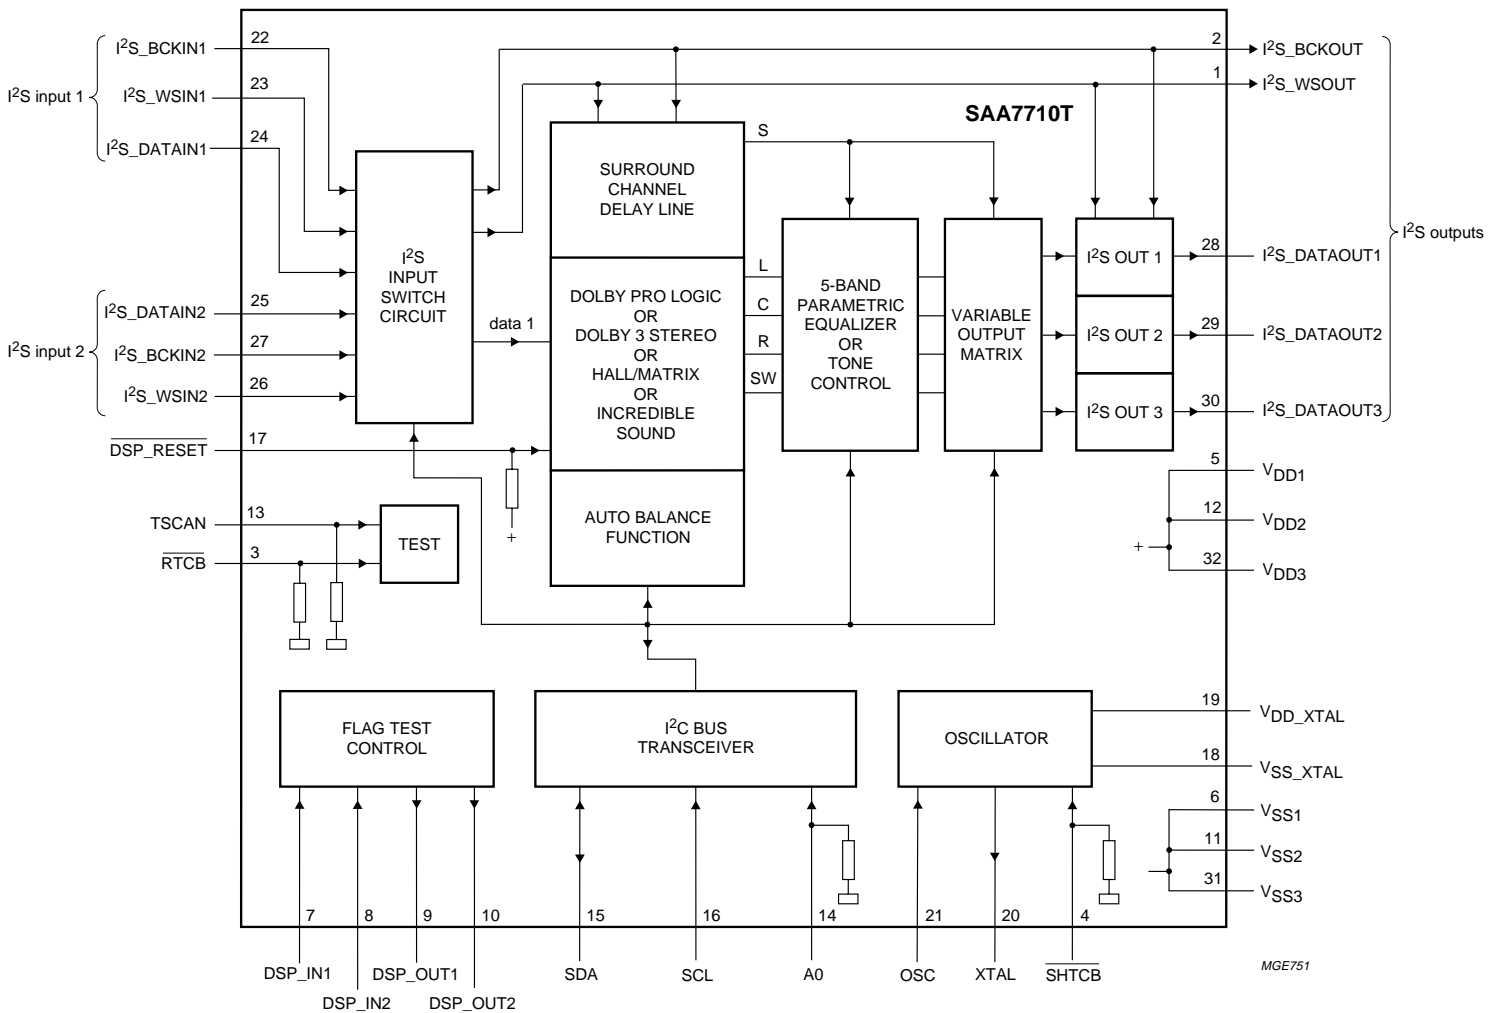 SAA7710T
I²S input 1
I²S_BCKIN1
22
I²S_WSIN1
23
I²S_DATAIN1
24
I²S input 2
I²S_DATAIN2
25
I²S_BCKIN2
27
I²S_WSIN2
26
DSP_RESET
17
TSCAN
13
RTCB
3
I²S
INPUT
SWITCH
CIRCUIT
data 1
TEST
+
SURROUND
CHANNEL
DELAY LINE
DOLBY PRO LOGIC
OR
DOLBY 3 STEREO
OR
HALL/MATRIX
OR
INCREDIBLE
SOUND
AUTO BALANCE
FUNCTION
S
L
C
R
SW
5-BAND
PARAMETRIC
EQUALIZER
OR
TONE
CONTROL
VARIABLE
OUTPUT
MATRIX
I²S OUT 1
I²S OUT 2
I²S OUT 3
2
I²S_BCKOUT
1
I²S_WSOUT
28
I²S_DATAOUT1
29
I²S_DATAOUT2
30
I²S_DATAOUT3
I²S outputs
5
VDD1
12
VDD2
+
32
VDD3
19
VDD_XTAL
18
VSS_XTAL
6
VSS1
11
VSS2
31
VSS3
FLAG TEST
CONTROL
I²C BUS
TRANSCEIVER
OSCILLATOR
7
8
9
10
15
16
14
21
20
4
DSP_IN1
DSP_IN2
DSP_OUT1
DSP_OUT2
SDA
SCL
A0
OSC
XTAL
SHTCB
MGE751